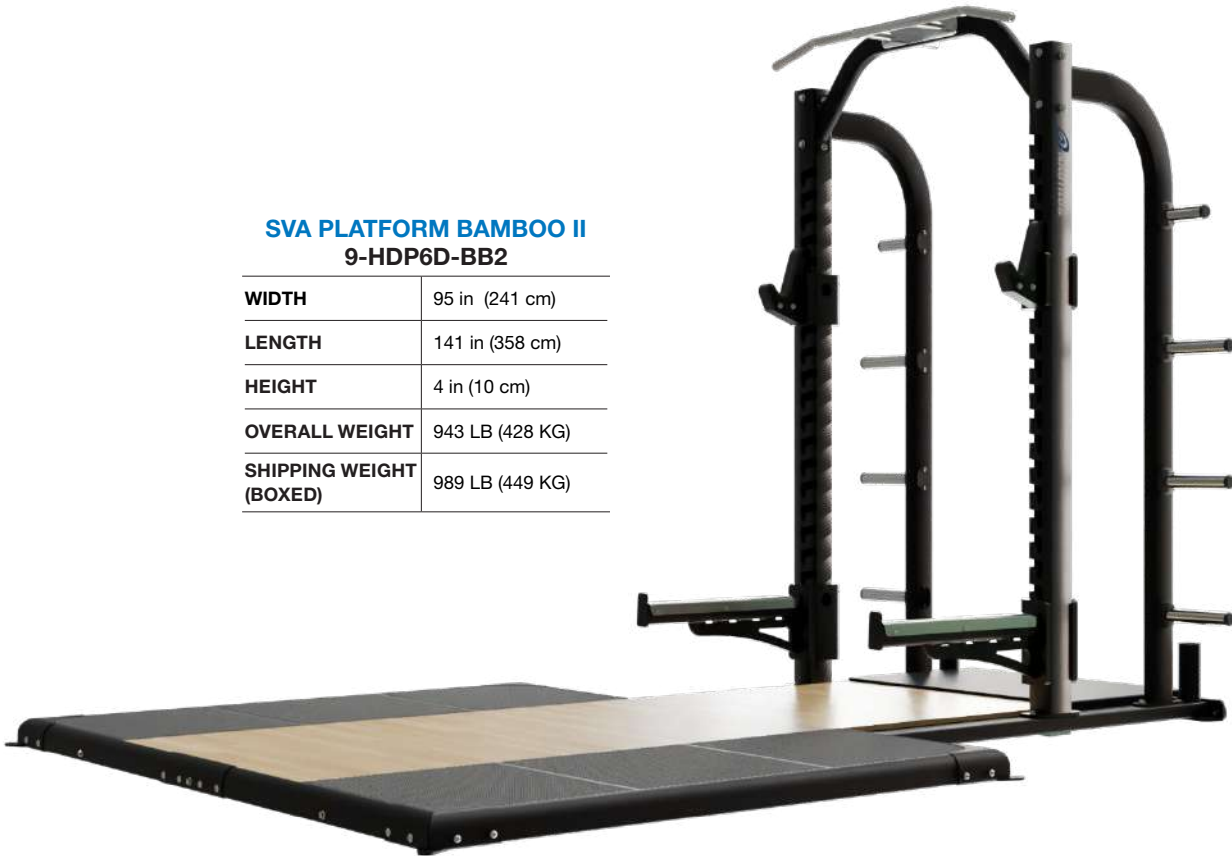 SVA PLATFORM BAMBOO II
9-HDP6D-BB2
WIDTH 95 in (241 cm)
LENGTH 141 in (358 cm)
HEIGHT 4 in (10 cm)
OVERALL WEIGHT 943 LB (428 KG)
SHIPPING WEIGHT
(BOXED) 989 LB (449 KG)